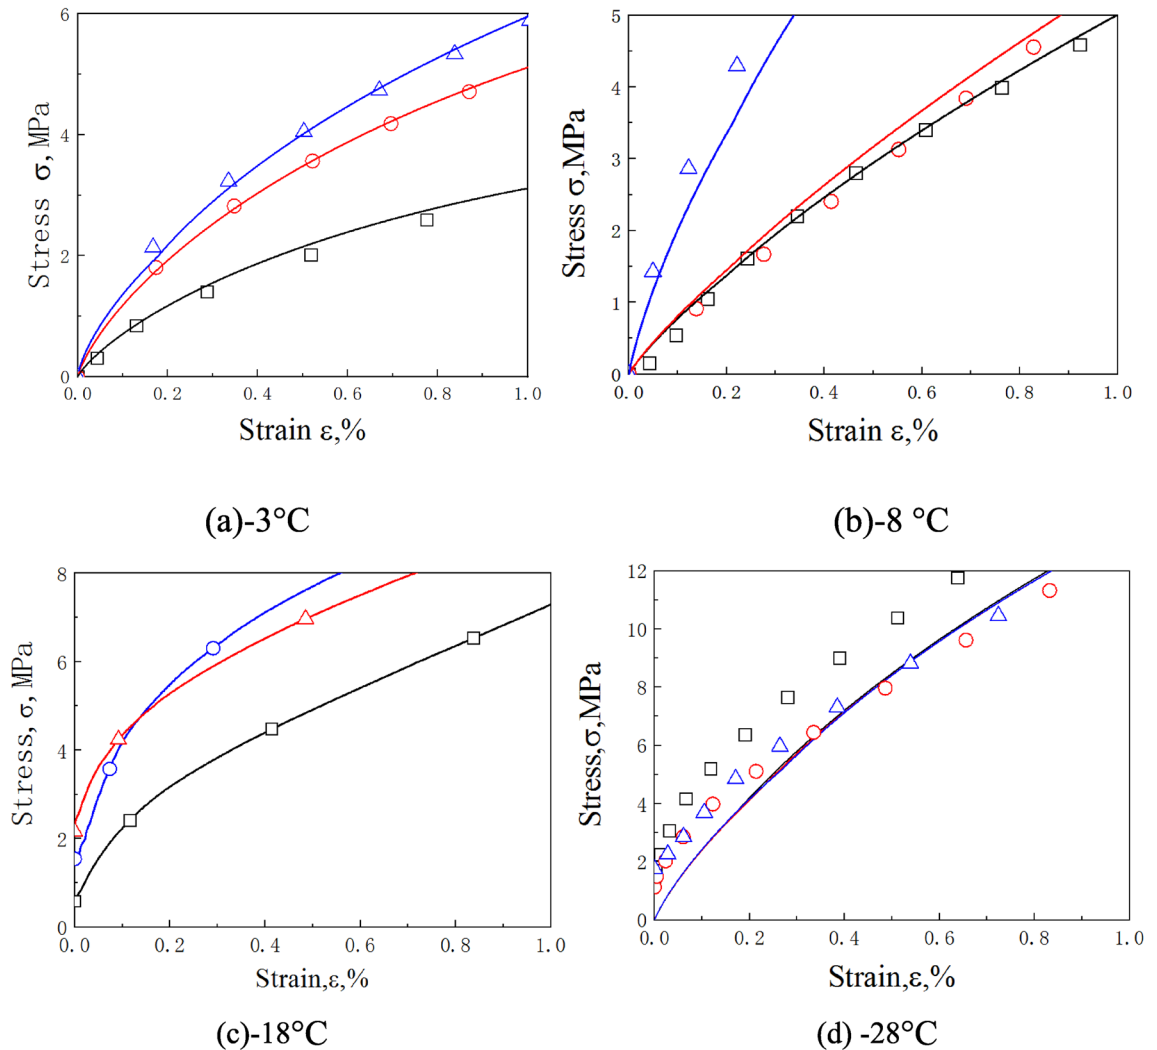 6
4
2
0
Stress σ, MPa
0.0 0.2 0.4 0.6 0.8 1.0
Strain ε,%
(a)-3°C
5
4
3
2
1
0
Stress σ,MPa
0.0 0.2 0.4 0.6 0.8 1.0
Strain ε,%
(b)-8 °C
8
6
4
2
0
Stress, σ, MPa
0.0 0.2 0.4 0.6 0.8 1.0
Strain,ε,%
(c)-18°C
12
10
8
6
4
2
0
Stress,σ,MPa
0.0 0.2 0.4 0.6 0.8 1.0
Strain,ε,%
(d) -28°C